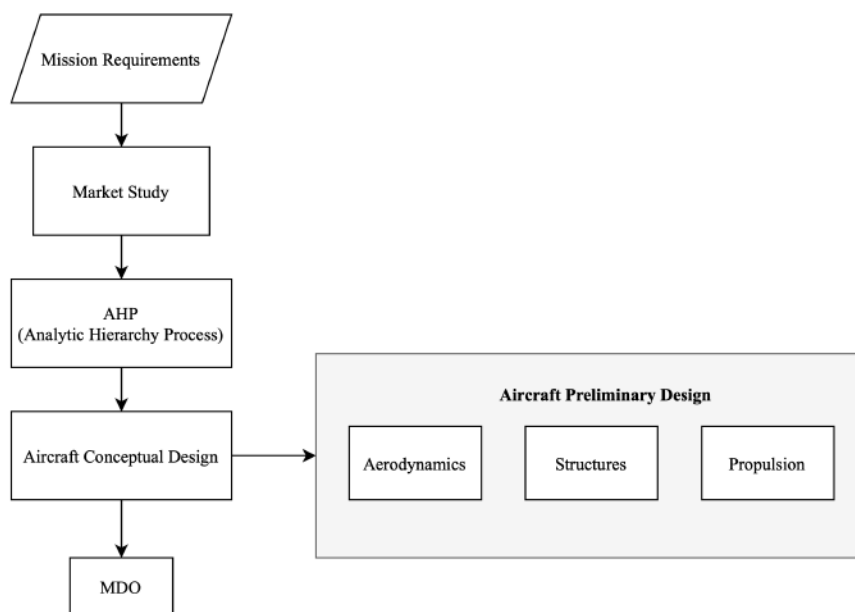 Mission Requirements
Market Study
AHP
(Analytic Hierarchy Process)
Aircraft Conceptual Design
Aircraft Preliminary Design
Aerodynamics
Structures
Propulsion
MDO